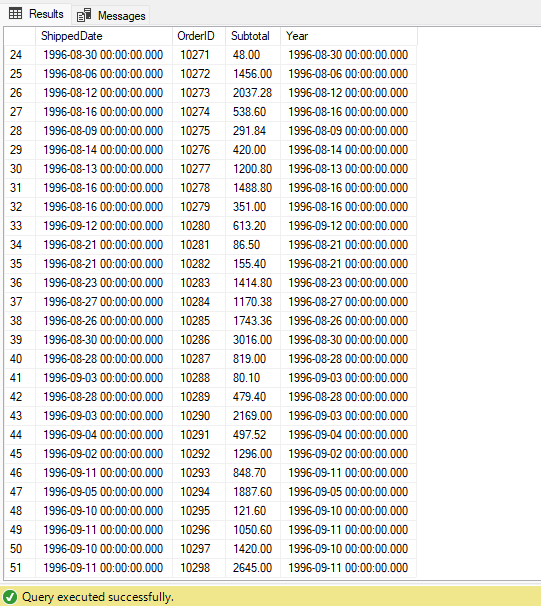 Results Messages
ShippedDate OrderID Subtotal Year
24 1996-08-30 00:00:00.000 10271 48.00 1996-08-30 00:00:00.000
25 1996-08-06 00:00:00.000 10272 1456.00 1996-08-06 00:00:00.000
26 1996-08-12 00:00:00.000 10273 2037.28 1996-08-12 00:00:00.000
27 1996-08-16 00:00:00.000 10274 538.60 1996-08-16 00:00:00.000
28 1996-08-09 00:00:00.000 10275 291.84 1996-08-09 00:00:00.000
29 1996-08-14 00:00:00.000 10276 420.00 1996-08-14 00:00:00.000
30 1996-08-13 00:00:00.000 10277 1200.80 1996-08-13 00:00:00.000
31 1996-08-16 00:00:00.000 10278 1488.80 1996-08-16 00:00:00.000
32 1996-08-16 00:00:00.000 10279 351.00 1996-08-16 00:00:00.000
33 1996-09-12 00:00:00.000 10280 613.20 1996-09-12 00:00:00.000
34 1996-08-21 00:00:00.000 10281 86.50 1996-08-21 00:00:00.000
35 1996-08-21 00:00:00.000 10282 155.40 1996-08-21 00:00:00.000
36 1996-08-23 00:00:00.000 10283 1414.80 1996-08-23 00:00:00.000
37 1996-08-27 00:00:00.000 10284 1170.38 1996-08-27 00:00:00.000
38 1996-08-26 00:00:00.000 10285 1743.36 1996-08-26 00:00:00.000
39 1996-08-30 00:00:00.000 10286 3016.00 1996-08-30 00:00:00.000
40 1996-08-28 00:00:00.000 10287 819.00 1996-08-28 00:00:00.000
41 1996-09-03 00:00:00.000 10288 80.10 1996-09-03 00:00:00.000
42 1996-08-28 00:00:00.000 10289 479.40 1996-08-28 00:00:00.000
43 1996-09-03 00:00:00.000 10290 2169.00 1996-09-03 00:00:00.000
44 1996-09-04 00:00:00.000 10291 497.52 1996-09-04 00:00:00.000
45 1996-09-02 00:00:00.000 10292 1296.00 1996-09-02 00:00:00.000
46 1996-09-11 00:00:00.000 10293 848.70 1996-09-11 00:00:00.000
47 1996-09-05 00:00:00.000 10294 1887.60 1996-09-05 00:00:00.000
48 1996-09-10 00:00:00.000 10295 121.60 1996-09-10 00:00:00.000
49 1996-09-11 00:00:00.000 10296 1050.60 1996-09-11 00:00:00.000
50 1996-09-10 00:00:00.000 10297 1420.00 1996-09-10 00:00:00.000
51 1996-09-11 00:00:00.000 10298 2645.00 1996-09-11 00:00:00.000
Query executed successfully.